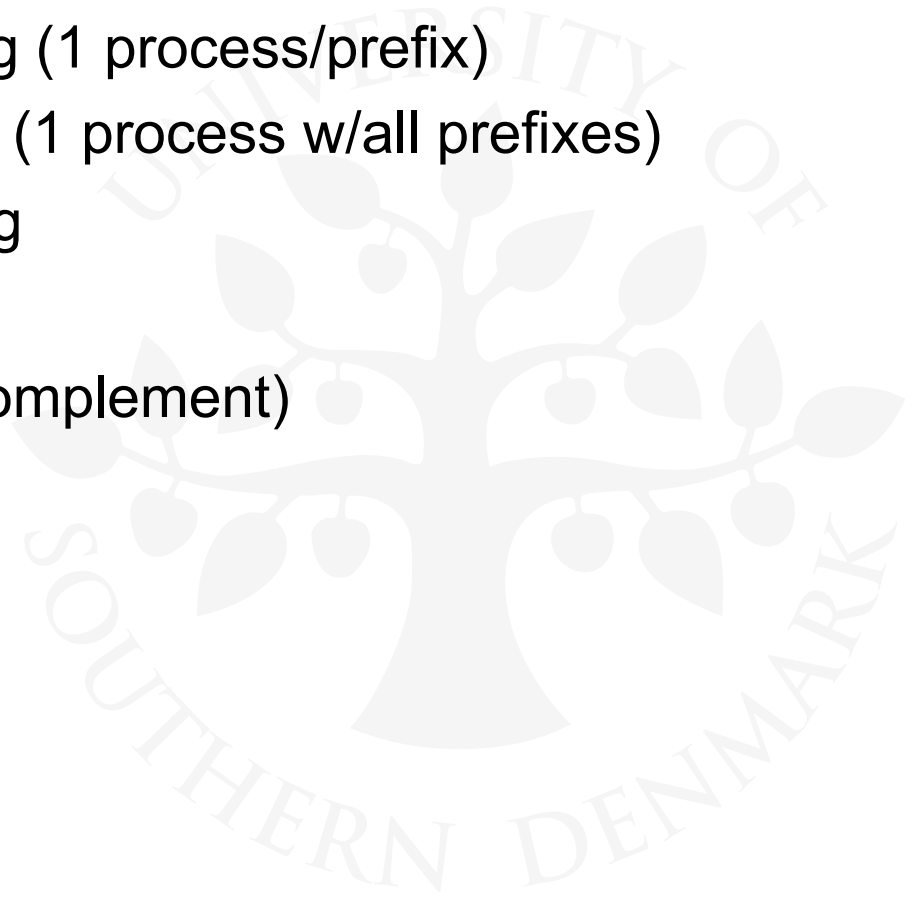 g (1 process/prefix)
(1 process w/all prefixes)
g
omplement)
UNIVERSITY OF
SOUTHERN DENMARK